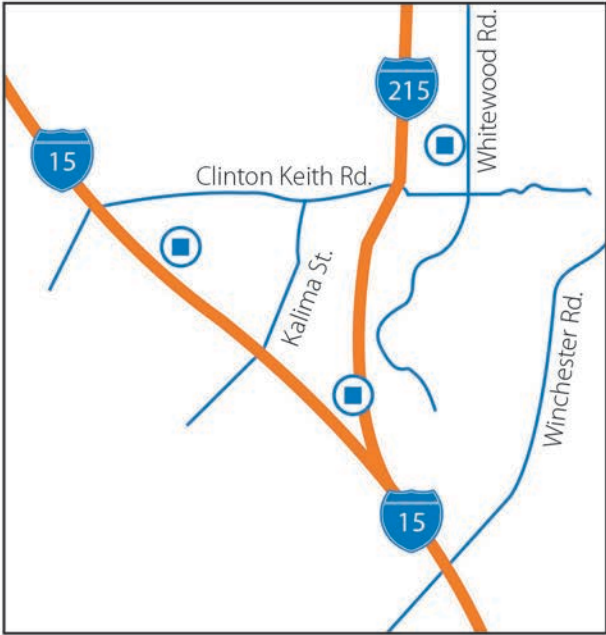 215
Whitewood Rd.
15
Clinton Keith Rd.
Kalima St.
Winchester Rd.
15